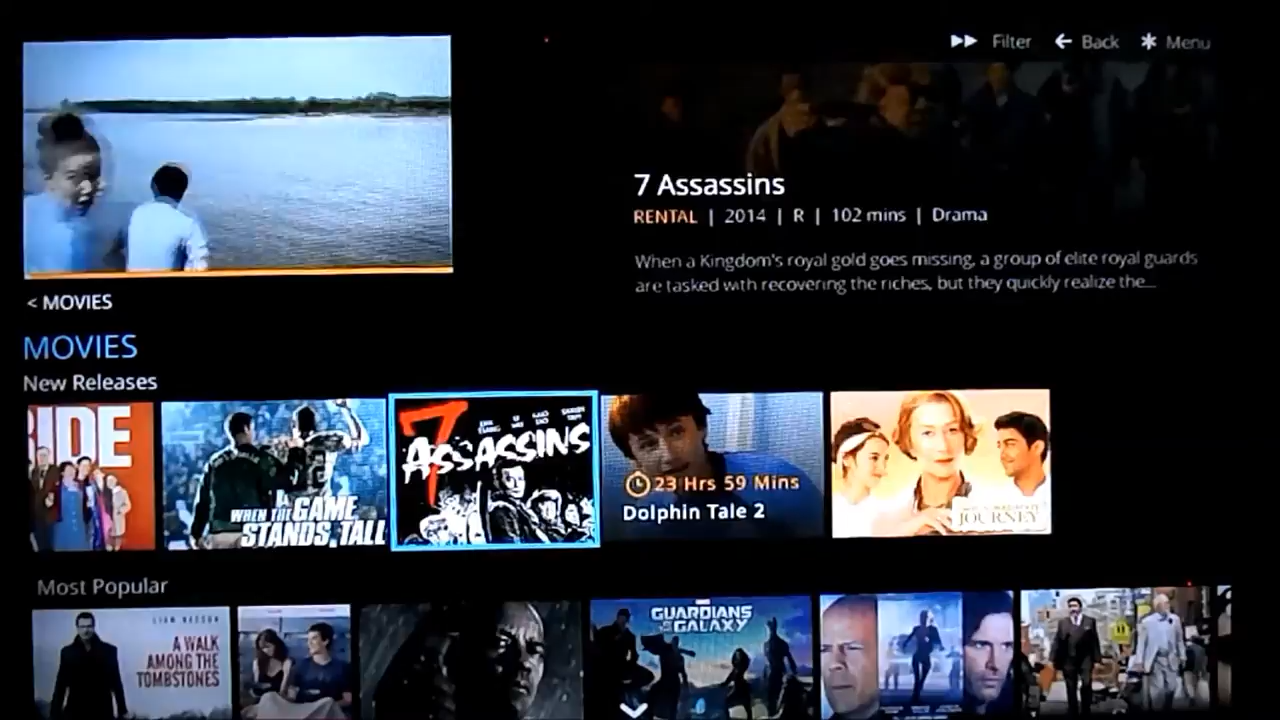 Filter Back Menu
7 Assassins
RENTAL | 2014 | R | 102 mins | Drama
When a Kingdom's royal gold goes missing, a group of elite royal guards
are tasked with recovering the riches, but they quickly realize the...
< MOVIES
MOVIES
New Releases
WHEN THE GAME
STANDS TALL
7
ASSASSINS
23 Hrs 59 Mins
Dolphin Tale 2
JOURNEY
Most Popular
LIAM NEESON
A WALK
AMONG THE
TOMBSTONES
GUARDIANS
OF THE
GALAXY